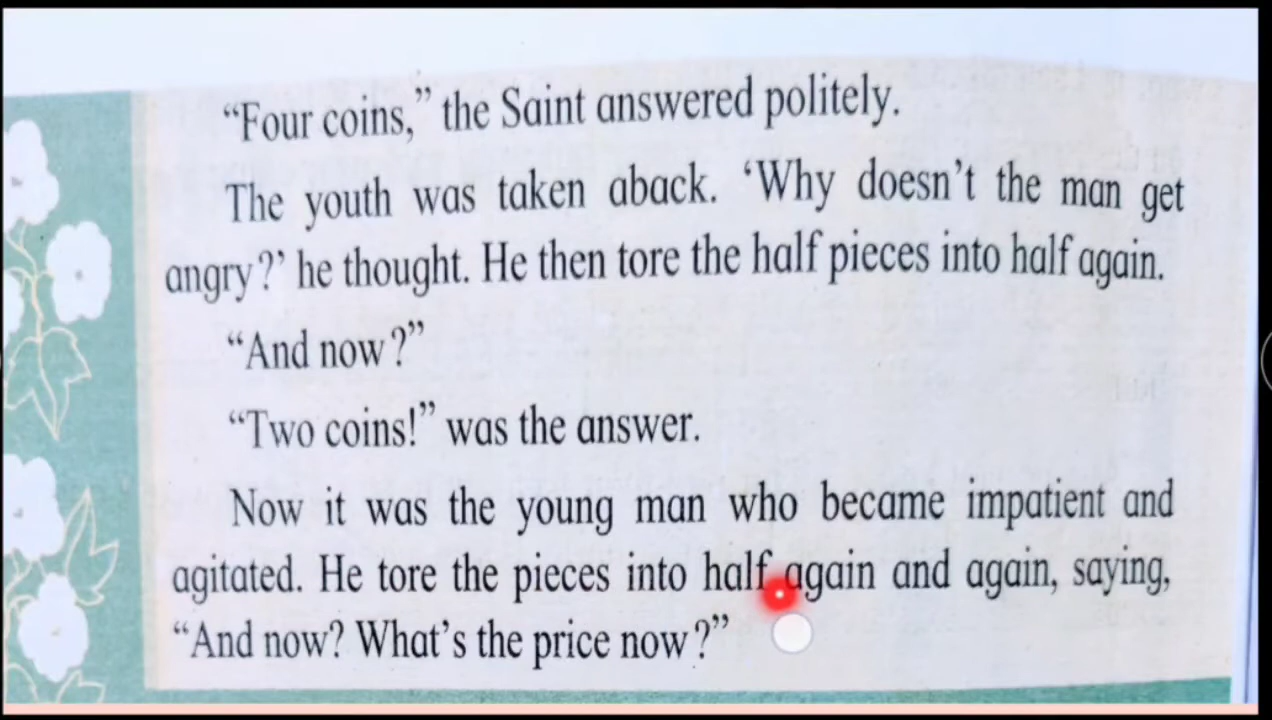 “Four coins,” the Saint answered politely.
The youth was taken aback. ‘Why doesn’t the man get
angry?’ he thought. He then tore the half pieces into half again.
“And now?”
“Two coins!” was the answer.
Now it was the young man who became impatient and
agitated. He tore the pieces into half again and again, saying,
“And now? What’s the price now?”